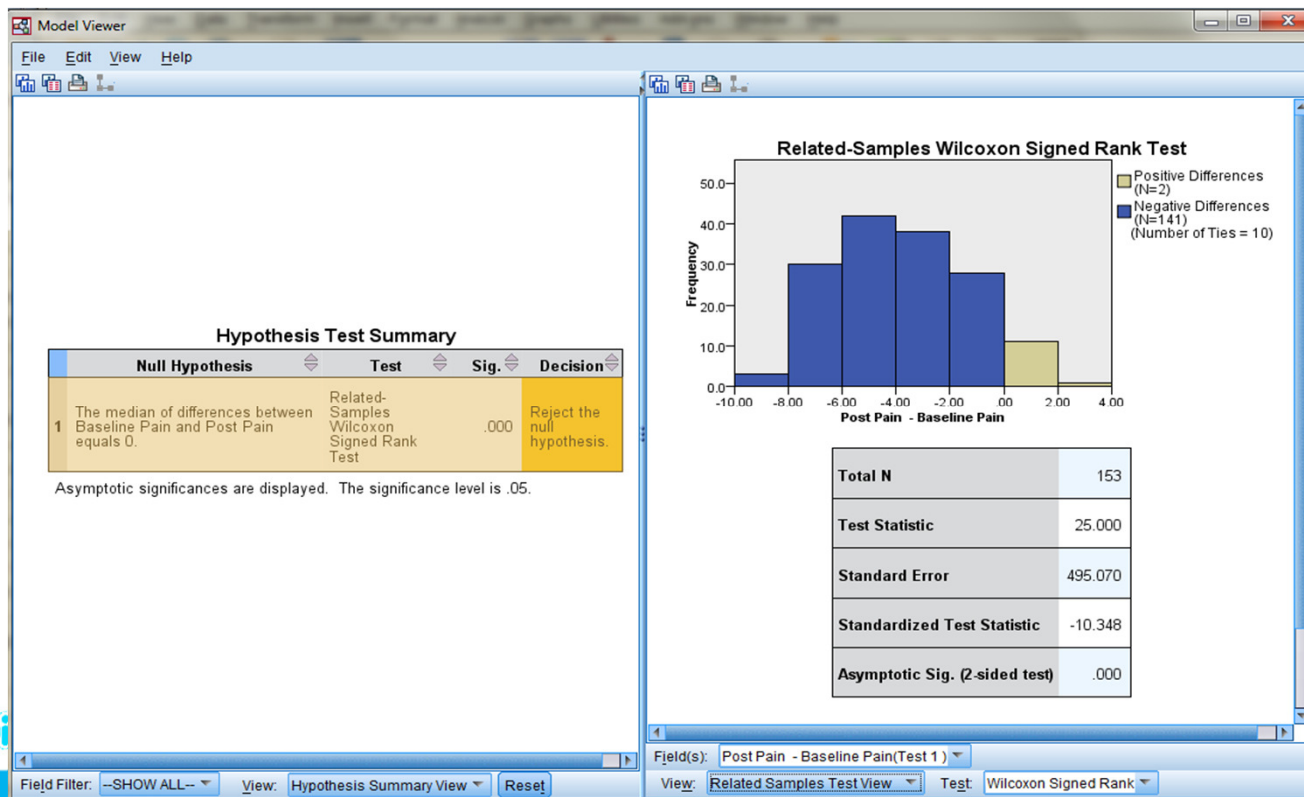 Model Viewer
File Edit View Help
Hypothesis Test Summary
Null Hypothesis Test Sig. Decision
1 The median of differences between Baseline Pain and Post Pain equals 0. Related-Samples Wilcoxon Signed Rank Test .000 Reject the null hypothesis.
Asymptotic significances are displayed. The significance level is .05.
Field Filter: --SHOW ALL-- View: Hypothesis Summary View Reset
Related-Samples Wilcoxon Signed Rank Test
Positive Differences
(N=2)
Negative Differences
(N=141)
(Number of Ties = 10)
Frequency
50.0
40.0
30.0
20.0
10.0
0.0
-10.00 -8.00 -6.00 -4.00 -2.00 .00 2.00 4.00
Post Pain - Baseline Pain
Total N 153
Test Statistic 25.000
Standard Error 495.070
Standardized Test Statistic -10.348
Asymptotic Sig. (2-sided test) .000
Field(s): Post Pain - Baseline Pain(Test 1 )
View: Related Samples Test View Test: Wilcoxon Signed Rank